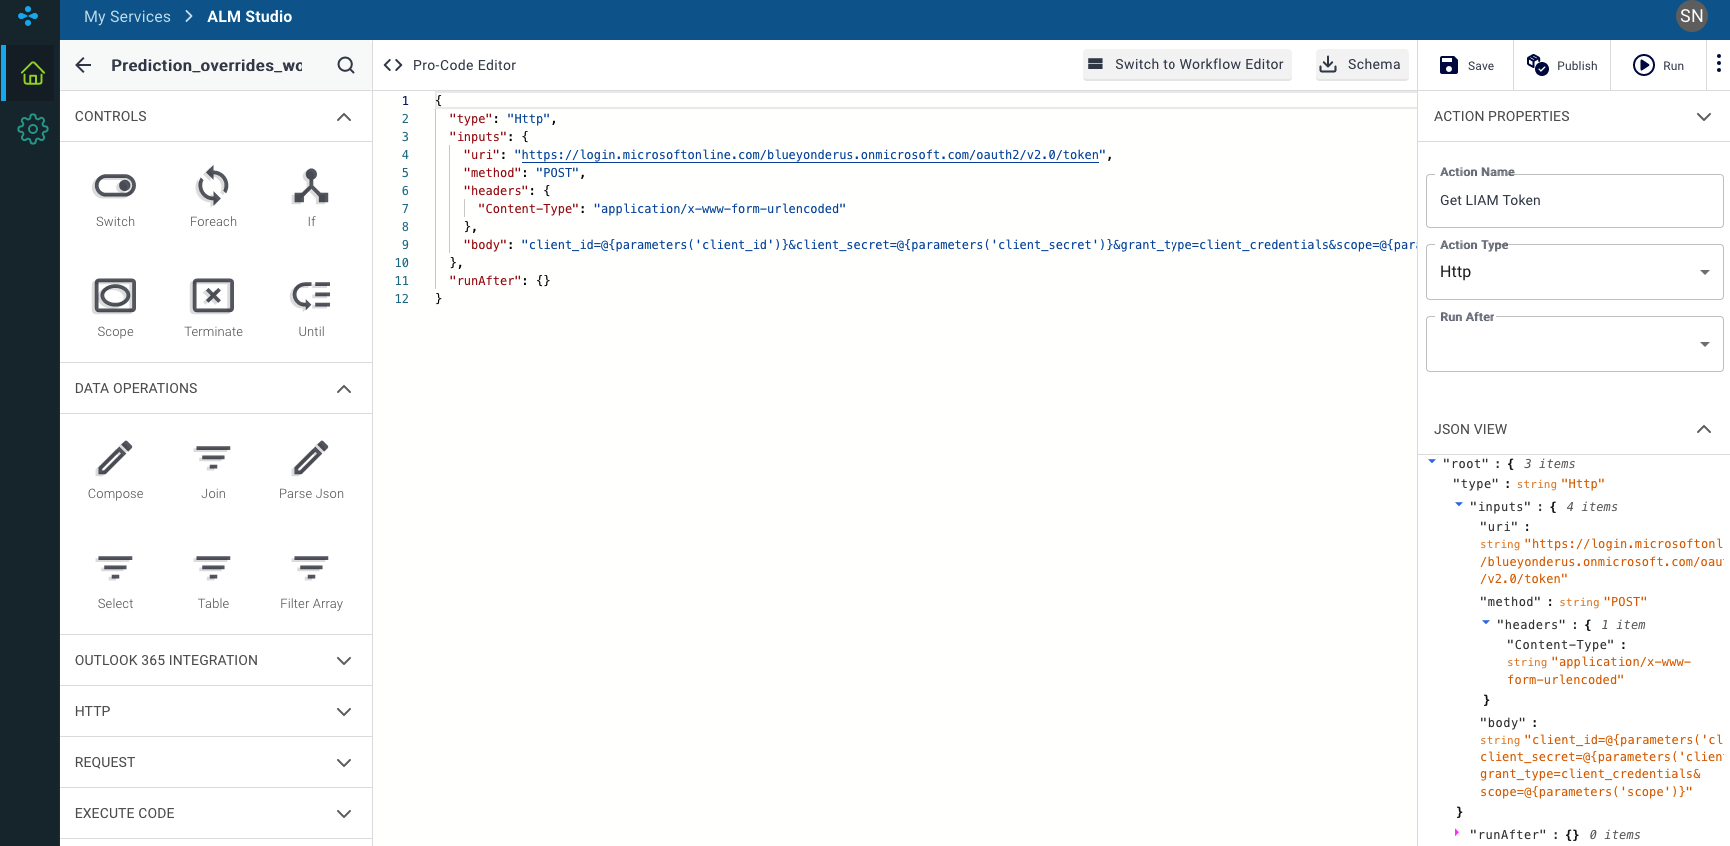 My Services > ALM Studio
SN
Prediction_overrides_wo
Pro-Code Editor
Switch to Workflow Editor
Schema
Save
Publish
Run
CONTROLS
Switch
Foreach
If
Scope
Terminate
Until
DATA OPERATIONS
Compose
Join
Parse Json
Select
Table
Filter Array
OUTLOOK 365 INTEGRATION
HTTP
REQUEST
EXECUTE CODE
1 {
2 "type": "Http",
3 "inputs": {
4 "uri": "https://login.microsoftonline.com/blueyonderus.onmicrosoft.com/oauth2/v2.0/token",
5 "method": "POST",
6 "headers": {
7 "Content-Type": "application/x-www-form-urlencoded"
8 },
9 "body": "client_id=@{parameters('client_id')}&client_secret=@{parameters('client_secret')}&grant_type=client_credentials&scope=@{par
10 },
11 "runAfter": {}
12 }
ACTION PROPERTIES
Action Name
Get LIAM Token
Action Type
Http
Run After
JSON VIEW
"root" : { 3 items
"type" : string "Http"
"inputs" : { 4 items
"uri" :
string "https://login.microsoftonl
/blueyonderus.onmicrosoft.com/oau
/v2.0/token"
"method" : string "POST"
"headers" : { 1 item
"Content-Type" :
string "application/x-www-
form-urlencoded"
}
"body" :
string "client_id=@{parameters('cl
client_secret=@{parameters('clien
grant_type=client_credentials&
scope=@{parameters('scope')}"
}
"runAfter" : {} 0 items